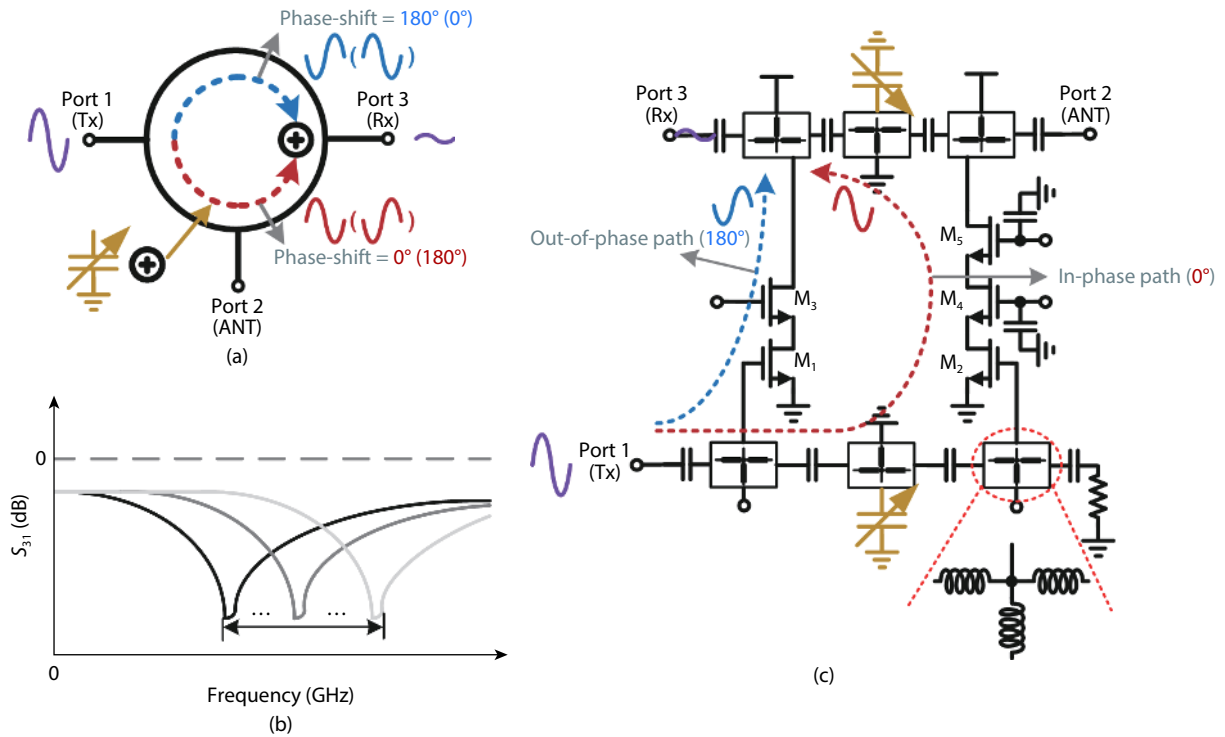 Phase-shift = 180° (0°)
Port 1
(Tx)
Port 3
(Rx)
Phase-shift = 0° (180°)
Port 2
(ANT)
(a)
0
S31 (dB)
... ...
0
Frequency (GHz)
(b)
Port 3
(Rx)
Port 2
(ANT)
Out-of-phase path (180°)
M5
In-phase path (0°)
M3
M4
M1
M2
Port 1
(Tx)
(c)